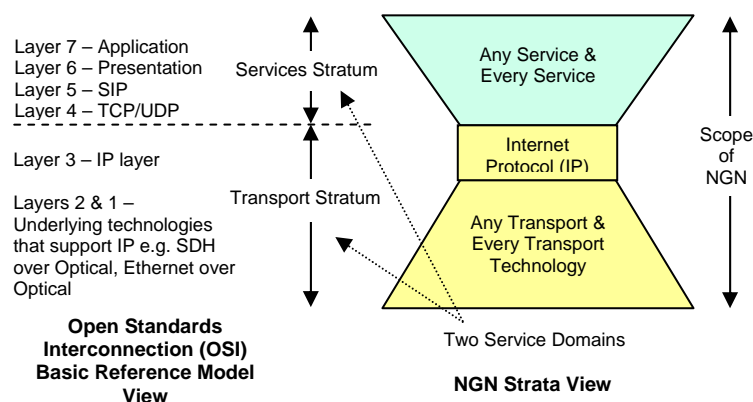 Layer 7 – Application
Layer 6 – Presentation
Layer 5 – SIP
Layer 4 – TCP/UDP
Services Stratum
Layer 3 – IP layer
Layers 2 & 1 –
Underlying technologies
that support IP e.g. SDH
over Optical, Ethernet over
Optical
Transport Stratum
Open Standards
Interconnection (OSI)
Basic Reference Model
View
Any Service &
Every Service
Internet
Protocol (IP)
Any Transport &
Every Transport
Technology
Scope
of
NGN
Two Service Domains
NGN Strata View